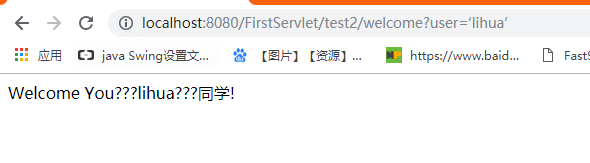 localhost:8080/FirstServlet/test2/welcome?user=‘lihua’
应用 java Swing设置文... 【图片】【资源】... https://www.baid... FastS
Welcome You???lihua???同学!